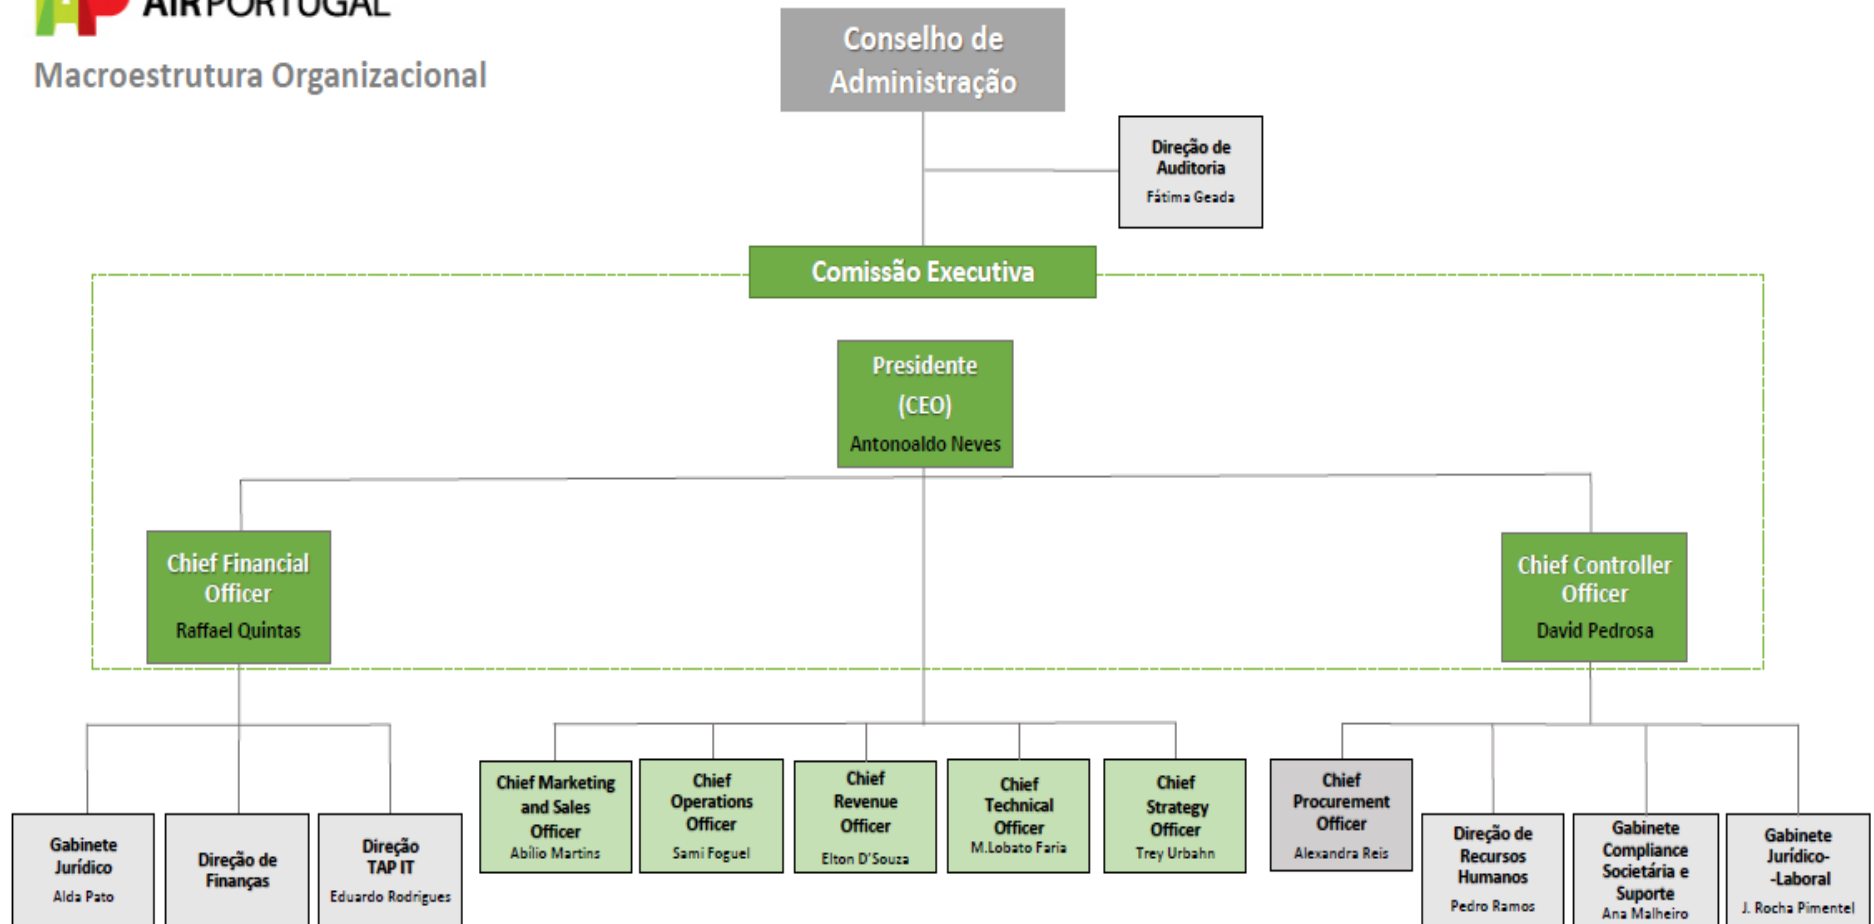 AIRPORTUGAL
Macroestrutura Organizacional
Conselho de
Administração
Direção de
Auditoria
Fátima Geada
Comissão Executiva
Presidente
(CEO)
Antonoaldo Neves
Chief Financial
Officer
Raffael Quintas
Chief Controller
Officer
David Pedrosa
Gabinete
Jurídico
Alda Pato
Direção de
Finanças
Direção
TAP IT
Eduardo Rodrigues
Chief Marketing
and Sales
Officer
Abílio Martins
Chief
Operations
Officer
Sami Foguel
Chief
Revenue
Officer
Elton D'Souza
Chief
Technical
Officer
M.Lobato Faria
Chief
Strategy
Officer
Trey Urbahn
Chief
Procurement
Officer
Alexandra Reis
Direção de
Recursos
Humanos
Pedro Ramos
Gabinete
Compliance
Societária e
Suporte
Ana Malheiro
Gabinete
Jurídico-
-Laboral
J. Rocha Pimentel